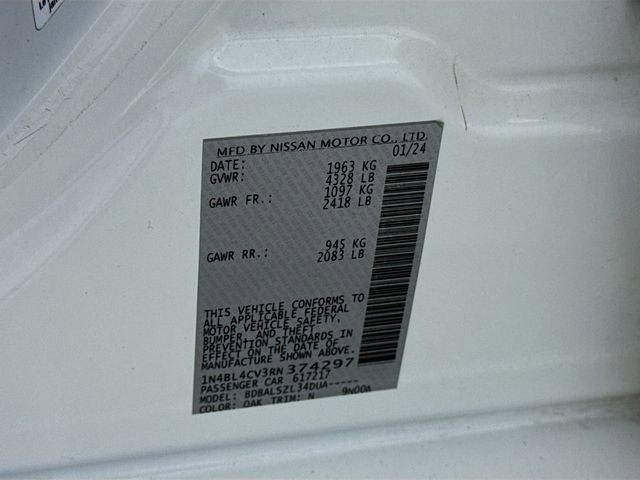 MFD BY NISSAN MOTOR CO., LTD.
DATE: 01/24
GVWR: 1963 KG
4328 LB
GAWR FR.: 1097 KG
2418 LB
GAWR RR.: 945 KG
2083 LB
THIS VEHICLE CONFORMS TO
ALL APPLICABLE FEDERAL
MOTOR VEHICLE SAFETY,
BUMPER, AND THEFT
PREVENTION STANDARDS IN
EFFECT ON THE DATE OF
MANUFACTURE SHOWN ABOVE
1N4BL4CV3RN374297
PASSENGER CAR 617217
MODEL: BDBALSZL34DUA-----
COLOR: QAK TRIM: N 9N00A